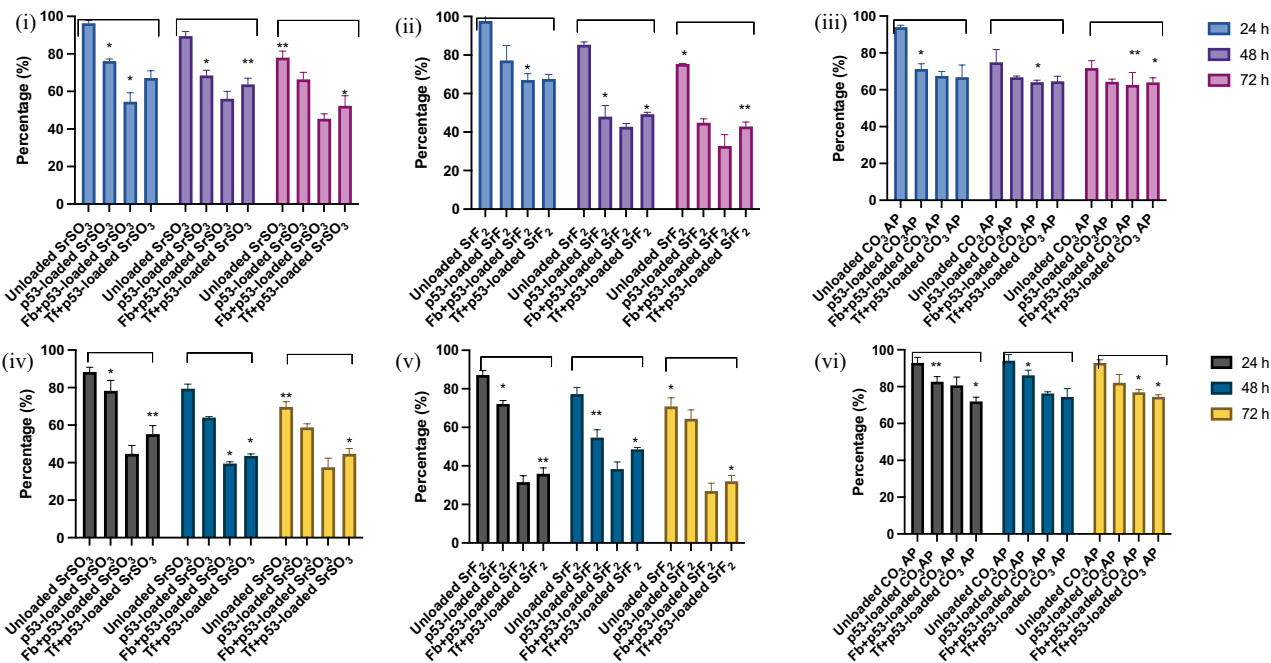 (i)
Percentage (%)
100
80
60
40
20
0
*
*
*
**
**
*
Unloaded SrSO3
p53-loaded SrSO3
Fb+p53-loaded SrSO3
Tf+p53-loaded SrSO3
Unloaded SrSO3
p53-loaded SrSO3
Fb+p53-loaded SrSO3
Tf+p53-loaded SrSO3
Unloaded SrSO3
p53-loaded SrSO3
Fb+p53-loaded SrSO3
Tf+p53-loaded SrSO3
(ii)
Percentage (%)
100
80
60
40
20
0
*
*
*
*
**
Unloaded SrF2
p53-loaded SrF2
Fb+p53-loaded SrF2
Tf+p53-loaded SrF2
Unloaded SrF2
p53-loaded SrF2
Fb+p53-loaded SrF2
Tf+p53-loaded SrF2
Unloaded SrF2
p53-loaded SrF2
Fb+p53-loaded SrF2
Tf+p53-loaded SrF2
(iii)
Percentage (%)
100
80
60
40
20
0
*
*
**
*
Unloaded CO3 AP
p53-loaded CO3 AP
Fb+p53-loaded CO3 AP
Tf+p53-loaded CO3 AP
Unloaded CO3 AP
p53-loaded CO3 AP
Fb+p53-loaded CO3 AP
Tf+p53-loaded CO3 AP
Unloaded CO3 AP
p53-loaded CO3 AP
Fb+p53-loaded CO3 AP
Tf+p53-loaded CO3 AP
24 h
48 h
72 h
(iv)
Percentage (%)
100
80
60
40
20
0
*
**
*
*
**
*
Unloaded SrSO3
p53-loaded SrSO3
Fb+p53-loaded SrSO3
Tf+p53-loaded SrSO3
Unloaded SrSO3
p53-loaded SrSO3
Fb+p53-loaded SrSO3
Tf+p53-loaded SrSO3
Unloaded SrSO3
p53-loaded SrSO3
Fb+p53-loaded SrSO3
Tf+p53-loaded SrSO3
(v)
Percentage (%)
100
80
60
40
20
0
*
**
**
*
*
*
Unloaded SrF2
p53-loaded SrF2
Fb+p53-loaded SrF2
Tf+p53-loaded SrF2
Unloaded SrF2
p53-loaded SrF2
Fb+p53-loaded SrF2
Tf+p53-loaded SrF2
Unloaded SrF2
p53-loaded SrF2
Fb+p53-loaded SrF2
Tf+p53-loaded SrF2
(vi)
Percentage (%)
100
80
60
40
20
0
**
*
*
*
*
Unloaded CO3 AP
p53-loaded CO3 AP
Fb+p53-loaded CO3 AP
Tf+p53-loaded CO3 AP
Unloaded CO3 AP
p53-loaded CO3 AP
Fb+p53-loaded CO3 AP
Tf+p53-loaded CO3 AP
Unloaded CO3 AP
p53-loaded CO3 AP
Fb+p53-loaded CO3 AP
Tf+p53-loaded CO3 AP
24 h
48 h
72 h